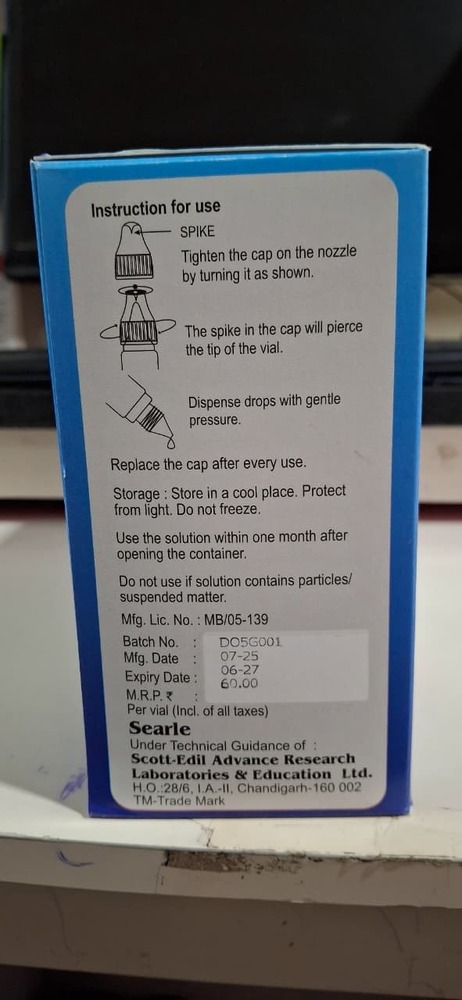 Instruction for use
SPIKE
Tighten the cap on the nozzle
by turning it as shown.
The spike in the cap will pierce
the tip of the vial.
Dispense drops with gentle
pressure.
Replace the cap after every use.
Storage : Store in a cool place. Protect
from light. Do not freeze.
Use the solution within one month after
opening the container.
Do not use if solution contains particles/
suspended matter.
Mfg. Lic. No. : MB/05-139
Batch No. : DO5G001
Mfg. Date : 07-25
Expiry Date : 06-27
M.R.P. ₹ : 60.00
Per vial (Incl. of all taxes)
Searle
Under Technical Guidance of :
Scott-Edil Advance Research
Laboratories & Education Ltd.
H.O.:28/6, I.A.-II, Chandigarh-160 002
TM-Trade Mark